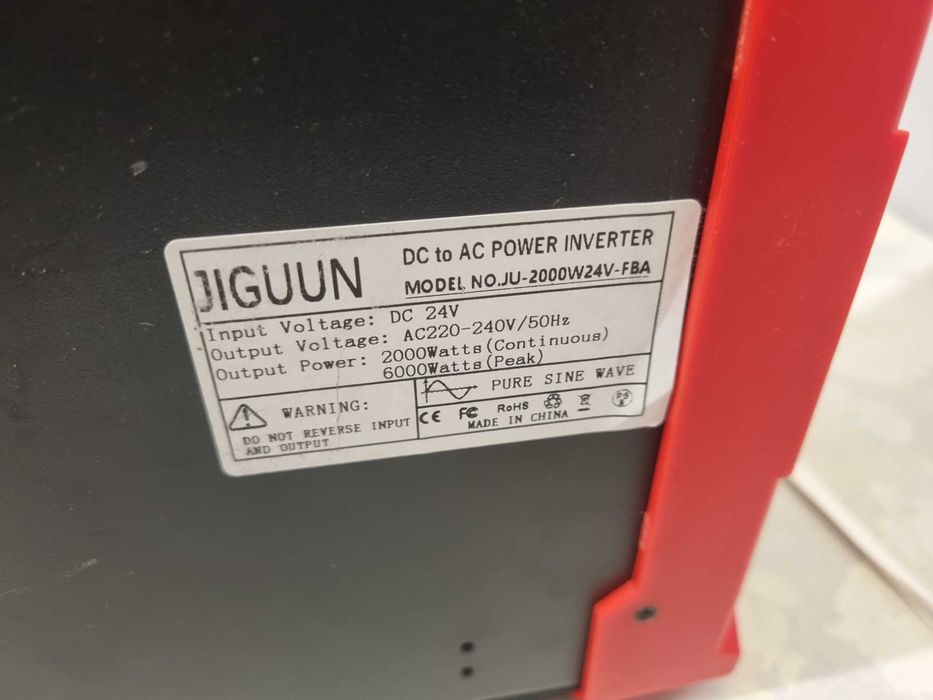 JIGUUN
DC to AC POWER INVERTER
MODEL NO.JU-2000W24V-FBA
Input Voltage: DC 24V
Output Voltage: AC220-240V/50Hz
Output Power: 2000Watts(Continuous)
6000Watts(Peak)
WARNING:
DO NOT REVERSE INPUT
AND OUTPUT
PURE SINE WAVE
CE FC RoHS
MADE IN CHINA